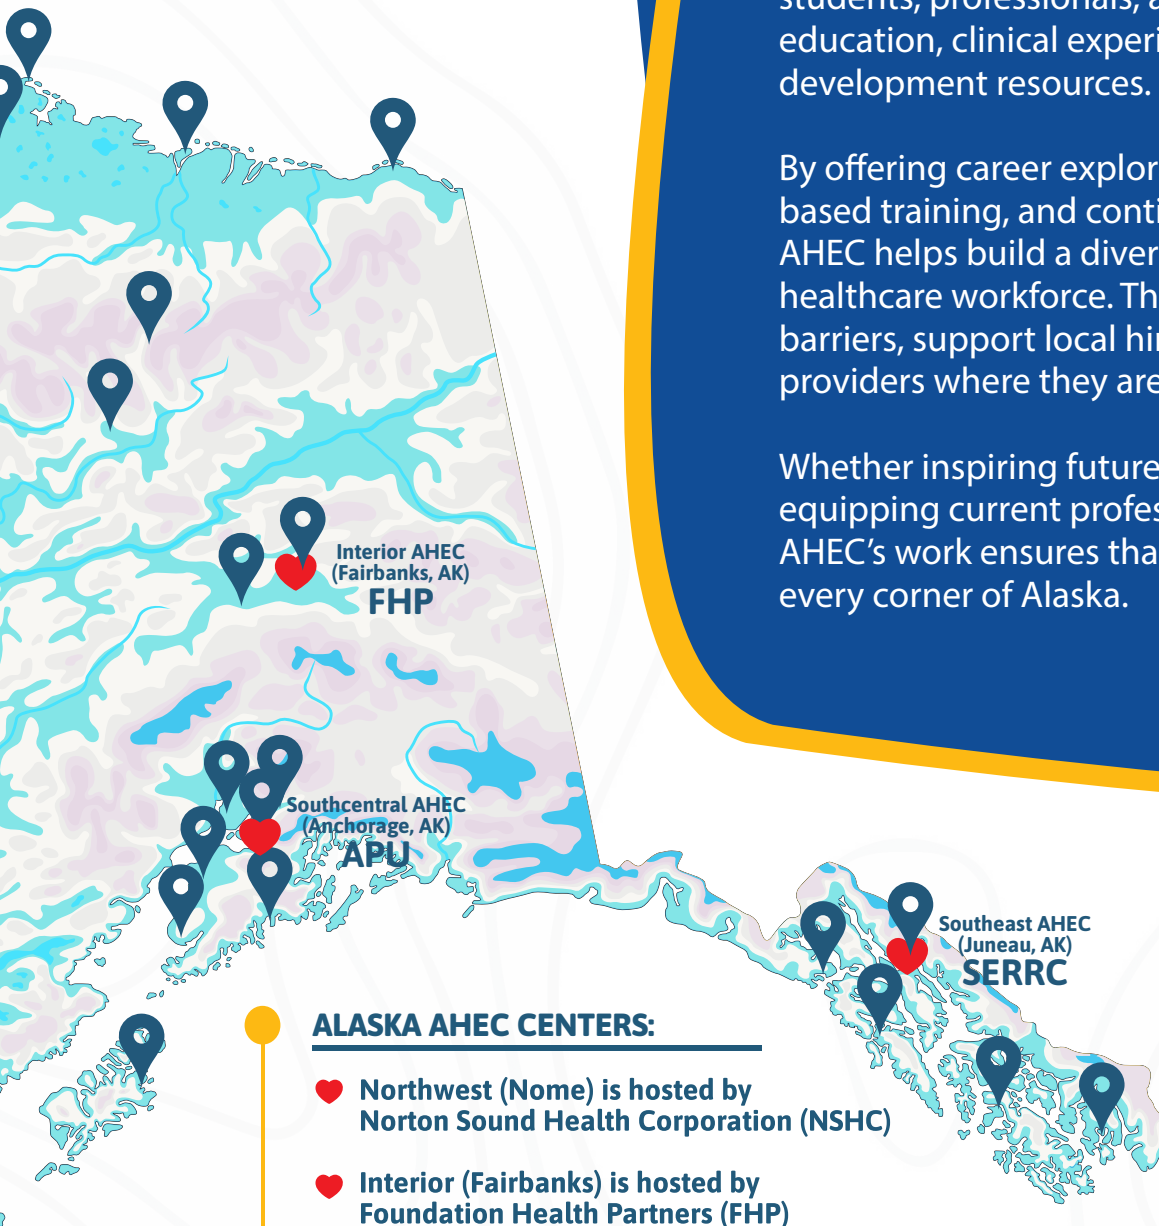 students, professionals, a
education, clinical experi
development resources.
By offering career explor
based training, and conti
AHEC helps build a diver
healthcare workforce. Th
barriers, support local hir
providers where they are
Whether inspiring future
equipping current profes
AHEC’s work ensures tha
every corner of Alaska.
Interior AHEC
(Fairbanks, AK)
FHP
Southcentral AHEC
(Anchorage, AK)
APU
Southeast AHEC
(Juneau, AK)
SERRC
ALASKA AHEC CENTERS:
Northwest (Nome) is hosted by
Norton Sound Health Corporation (NSHC)
Interior (Fairbanks) is hosted by
Foundation Health Partners (FHP)